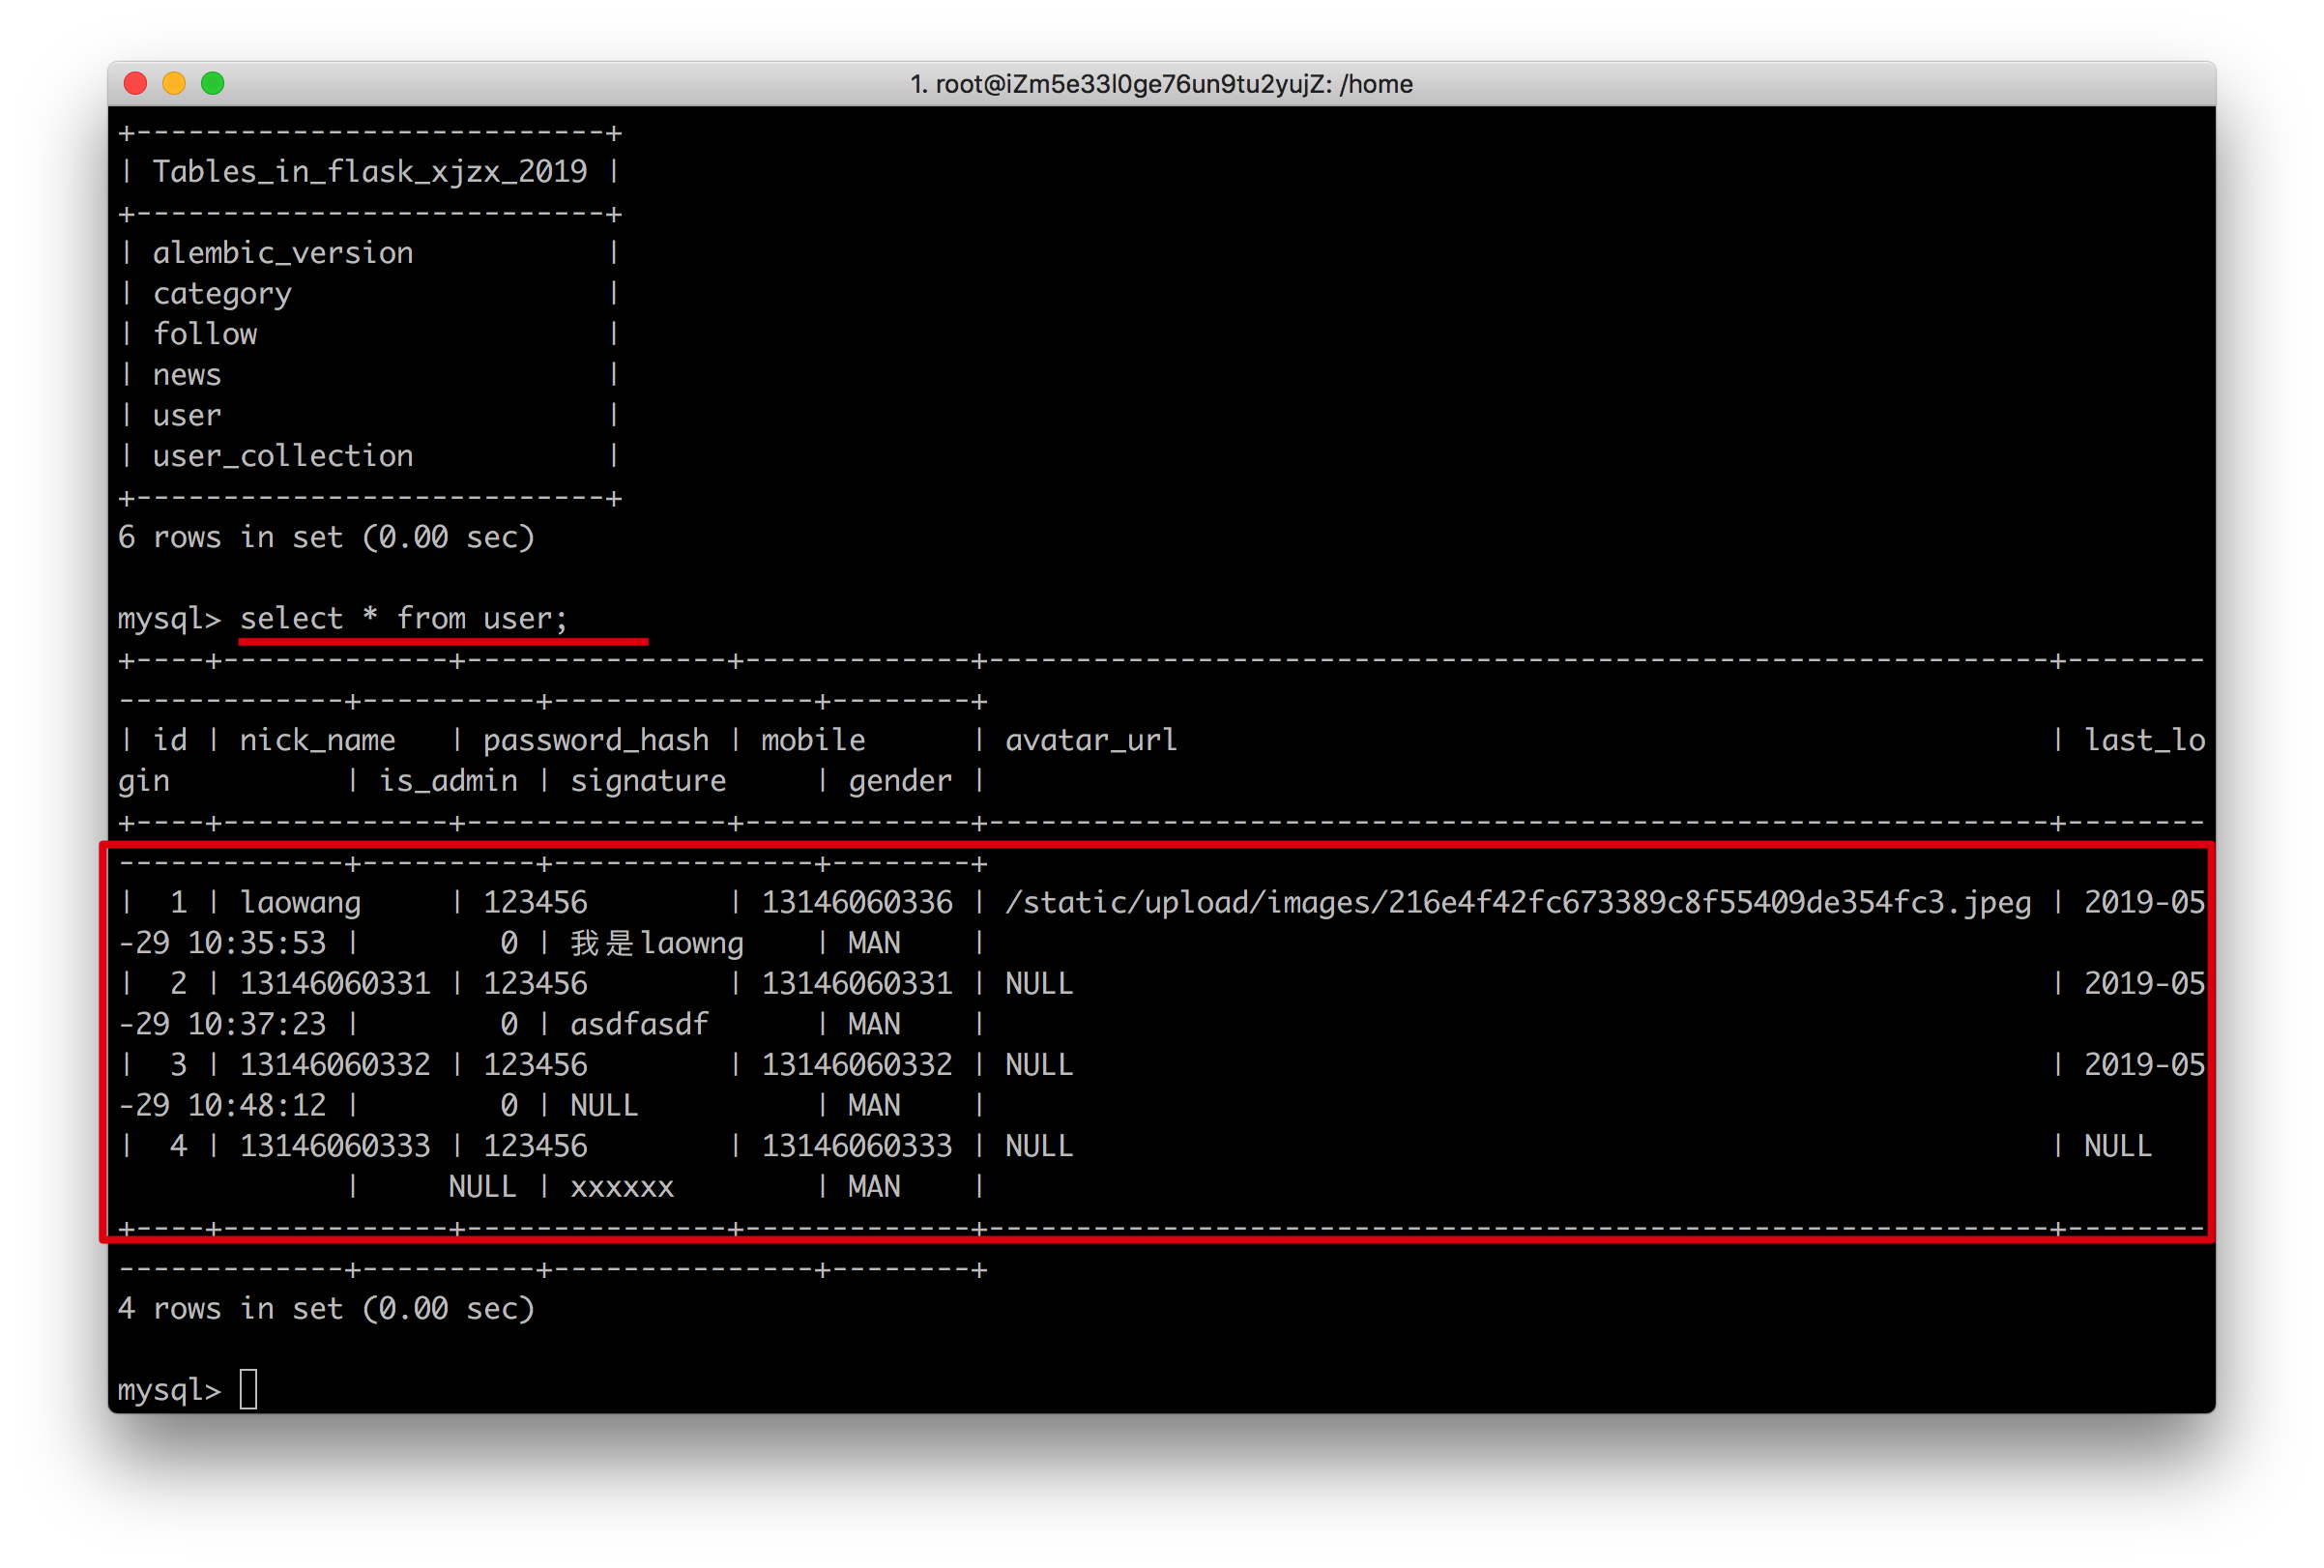 1. root@iZm5e33l0ge76un9tu2yujZ: /home
+---------------------------+
| Tables_in_flask_xjzx_2019 |
+---------------------------+
| alembic_version           |
| category                  |
| follow                    |
| news                      |
| user                      |
| user_collection           |
+---------------------------+
6 rows in set (0.00 sec)
mysql> select * from user;
+----+-------------+---------------+-------------+-------------------------------------------------------------+--------
-------------+----------+---------------+--------+
| id | nick_name   | password_hash | mobile      | avatar_url                                                  | last_lo
gin          | is_admin | signature     | gender |
+----+-------------+---------------+-------------+-------------------------------------------------------------+--------
-------------+----------+---------------+--------+
|  1 | laowang     | 123456        | 13146060336 | /static/upload/images/216e4f42fc673389c8f55409de354fc3.jpeg | 2019-05
-29 10:35:53 |        0 | 我是laowng    | MAN    |
|  2 | 13146060331 | 123456        | 13146060331 | NULL                                                        | 2019-05
-29 10:37:23 |        0 | asdfasdf      | MAN    |
|  3 | 13146060332 | 123456        | 13146060332 | NULL                                                        | 2019-05
-29 10:48:12 |        0 | NULL          | MAN    |
|  4 | 13146060333 | 123456        | 13146060333 | NULL                                                        | NULL
             |     NULL | xxxxxx        | MAN    |
+----+-------------+---------------+-------------+-------------------------------------------------------------+--------
-------------+----------+---------------+--------+
4 rows in set (0.00 sec)
mysql>